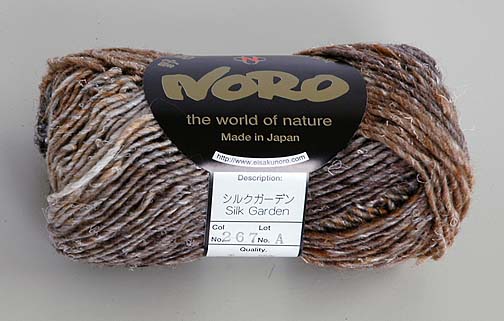 NORO
the world of nature
Made in Japan
http://www.eisakunoro.com
Description:
シルクガーデン
Silk Garden
Col Lot
No. 267 No. A
Quality.